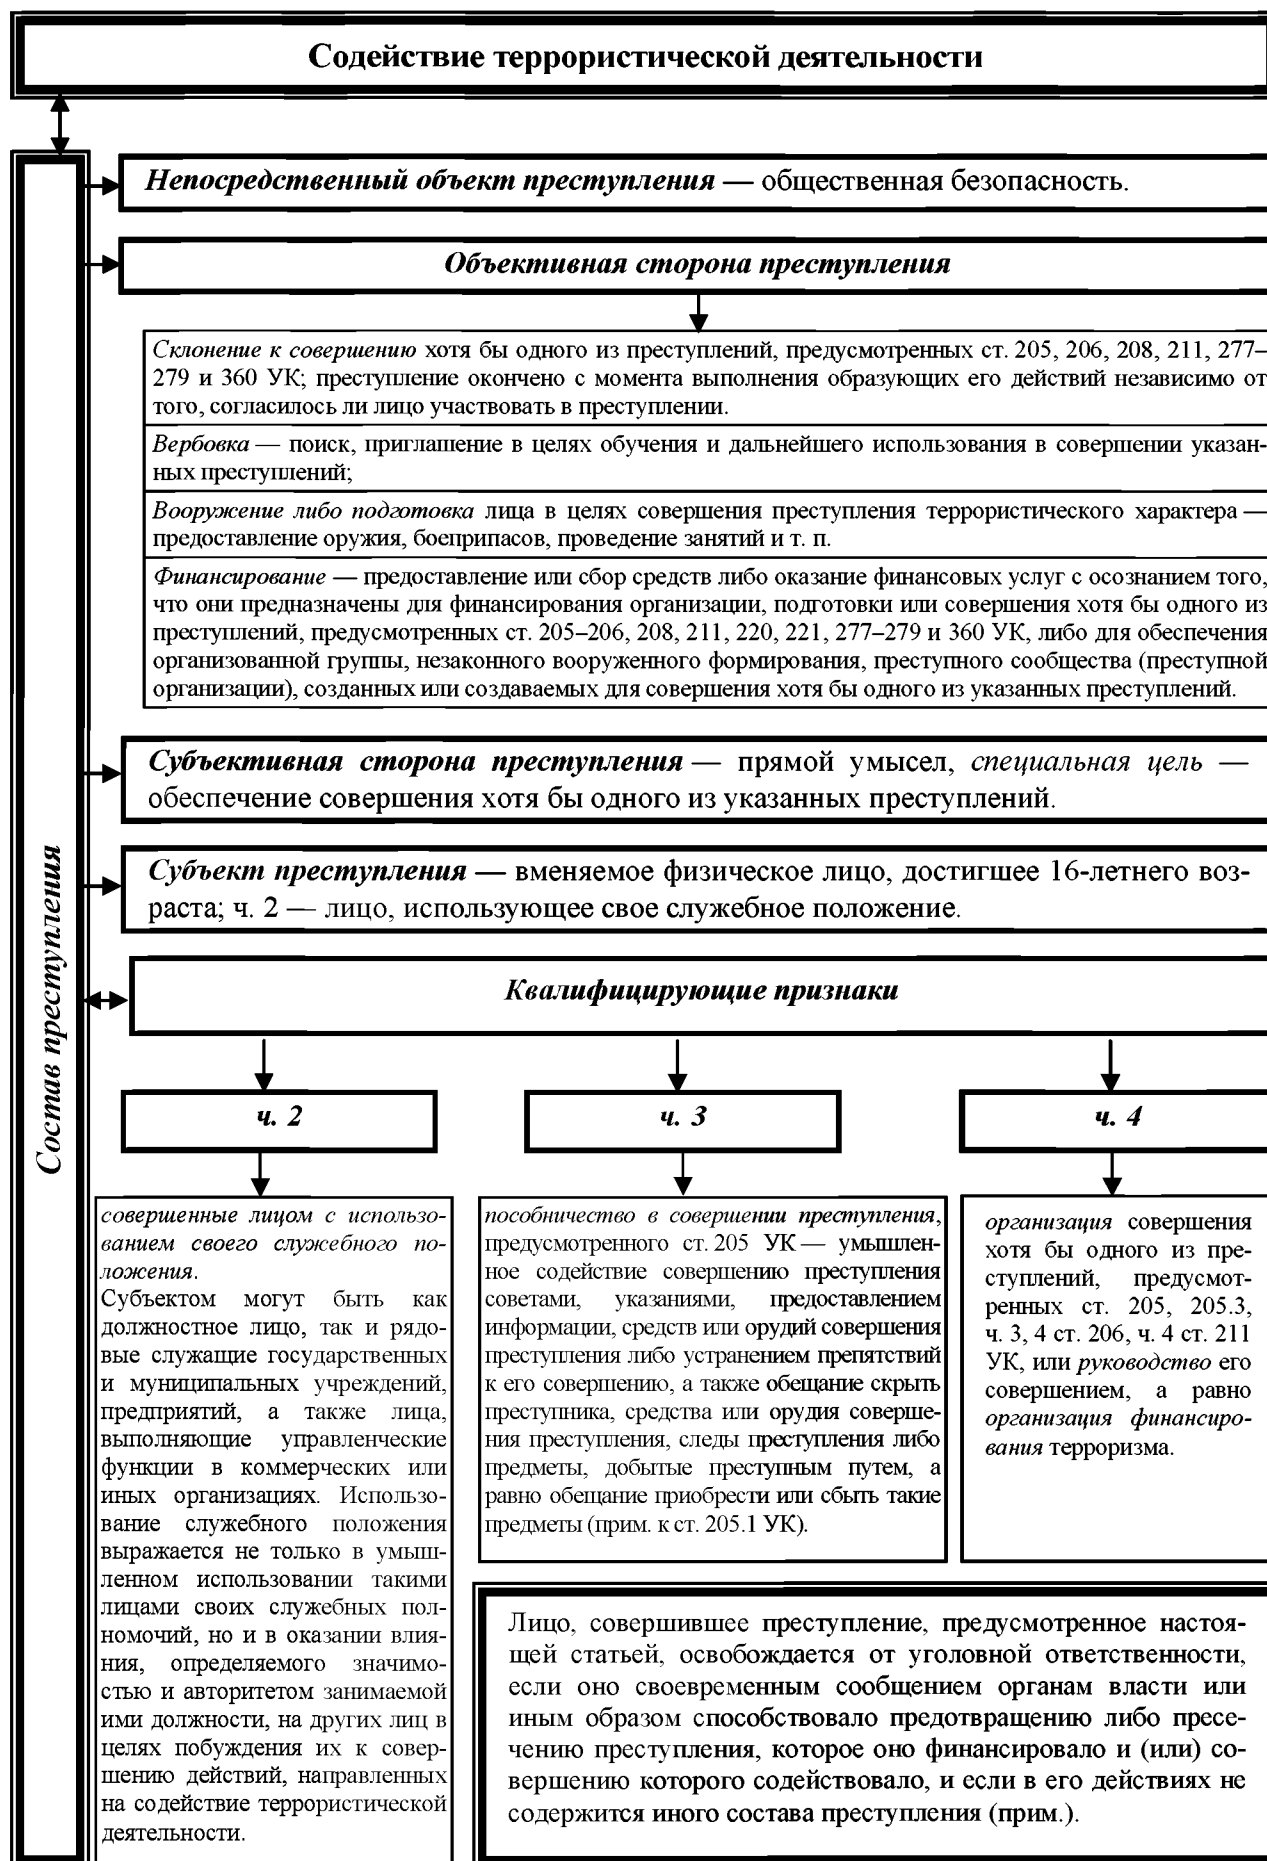 Содействие террористической деятельности
Состав преступления
Непосредственный объект преступления — общественная безопасность.
Объективная сторона преступления
Склонение к совершению хотя бы одного из преступлений, предусмотренных ст. 205, 206, 208, 211, 277–
279 и 360 УК; преступление окончено с момента выполнения образующих его действий независимо от
того, согласилось ли лицо участвовать в преступлении.
Вербовка — поиск, приглашение в целях обучения и дальнейшего использования в совершении указан-
ных преступлений;
Вооружение либо подготовка лица в целях совершения преступления террористического характера —
предоставление оружия, боеприпасов, проведение занятий и т. п.
Финансирование — предоставление или сбор средств либо оказание финансовых услуг с осознанием того,
что они предназначены для финансирования организации, подготовки или совершения хотя бы одного из
преступлений, предусмотренных ст. 205–206, 208, 211, 220, 221, 277–279 и 360 УК, либо для обеспечения
организованной группы, незаконного вооруженного формирования, преступного сообщества (преступной
организации), созданных или создаваемых для совершения хотя бы одного из указанных преступлений.
Субъективная сторона преступления — прямой умысел, специальная цель —
обеспечение совершения хотя бы одного из указанных преступлений.
Субъект преступления — вменяемое физическое лицо, достигшее 16-летнего воз-
раста; ч. 2 — лицо, использующее свое служебное положение.
Квалифицирующие признаки
ч. 2
совершенные лицом с использо-
ванием своего служебного по-
ложения.
Субъектом могут быть как
должностное лицо, так и рядо-
вые служащие государственных
и муниципальных учреждений,
предприятий, а также лица,
выполняющие управленческие
функции в коммерческих или
иных организациях. Использо-
вание служебного положения
выражается не только в умыш-
ленном использовании такими
лицами своих служебных пол-
номочий, но и в оказании влия-
ния, определяемого значимо-
стью и авторитетом занимаемой
ими должности, на других лиц в
целях побуждения их к совер-
шению действий, направленных
на содействие террористической
деятельности.
ч. 3
пособничество в совершении преступления,
предусмотренного ст. 205 УК — умышлен-
ное содействие совершению преступления
советами, указаниями, предоставлением
информации, средств или орудий совершения
преступления либо устранением препятствий
к его совершению, а также обещание скрыть
преступника, средства или орудия соверше-
ния преступления, следы преступления либо
предметы, добытые преступным путем, а
равно обещание приобрести или сбыть такие
предметы (прим. к ст. 205.1 УК).
ч. 4
организация совершения
хотя бы одного из пре-
ступлений, предусмот-
ренных ст. 205, 205.3,
ч. 3, 4 ст. 206, ч. 4 ст. 211
УК, или руководство его
совершением, а равно
организация финансиро-
вания терроризма.
Лицо, совершившее преступление, предусмотренное настоя-
щей статьей, освобождается от уголовной ответственности,
если оно своевременным сообщением органам власти или
иным образом способствовало предотвращению либо пресе-
чению преступления, которое оно финансировало и (или) со-
вершению которого содействовало, и если в его действиях не
содержится иного состава преступления (прим.).